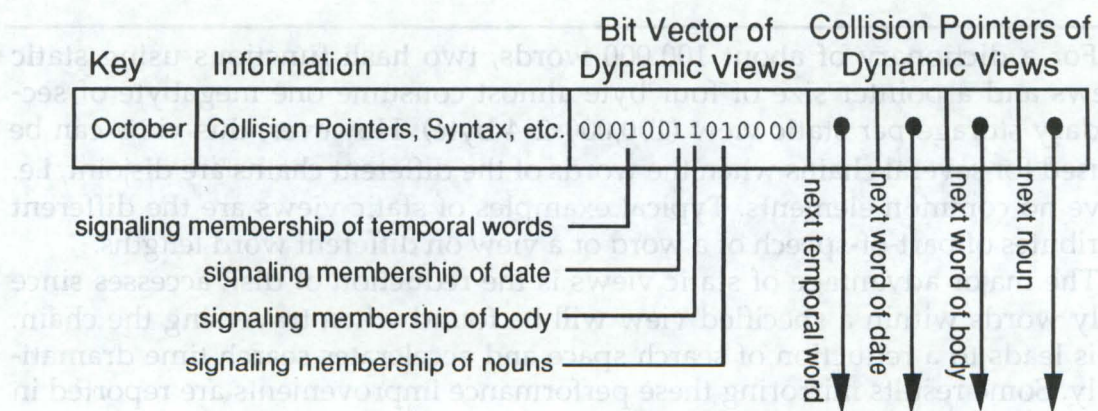 Bit Vector of Collision Pointers of
Key Information Dynamic Views Dynamic Views
October Collision Pointers, Syntax, etc. 000100110100000
signaling membership of temporal words
signaling membership of date
signaling membership of body
signaling membership of nouns
next temporal word
next word of date
next word of body
next noun